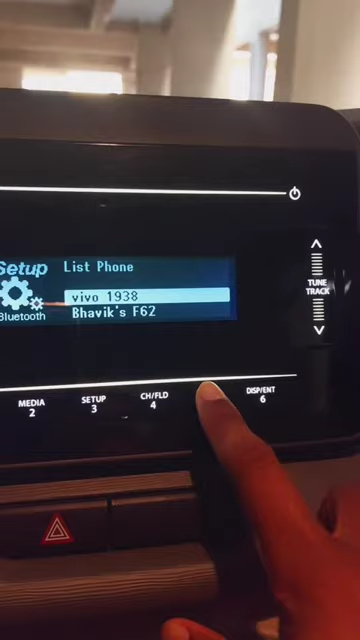 Setup
List Phone
vivo 1938
Bhavik's F62
Bluetooth
TUNE
TRACK
MEDIA
2
SETUP
3
CH/FLD
4
DISP/ENT
6